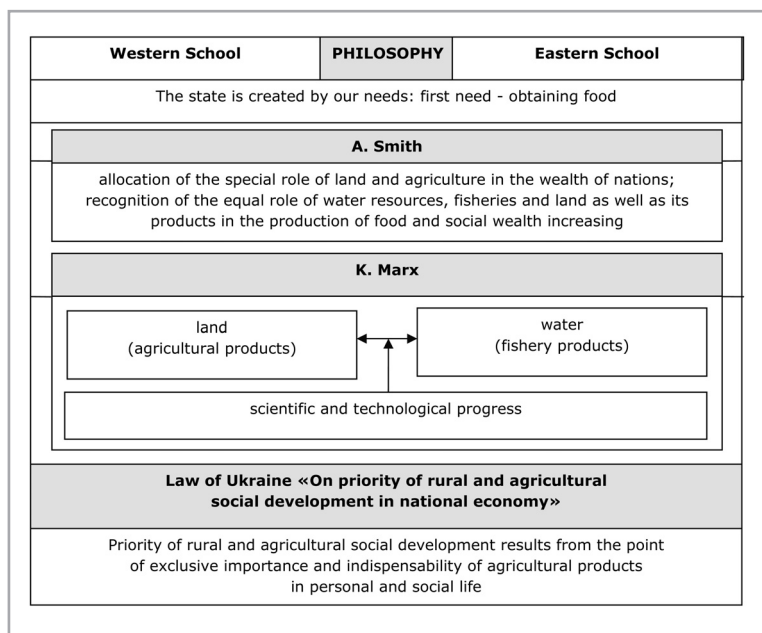 Western School PHILOSOPHY Eastern School
The state is created by our needs: first need - obtaining food
A. Smith
allocation of the special role of land and agriculture in the wealth of nations;
recognition of the equal role of water resources, fisheries and land as well as its
products in the production of food and social wealth increasing
K. Marx
land
(agricultural products)
water
(fishery products)
scientific and technological progress
Law of Ukraine «On priority of rural and agricultural
social development in national economy»
Priority of rural and agricultural social development results from the point
of exclusive importance and indispensability of agricultural products
in personal and social life